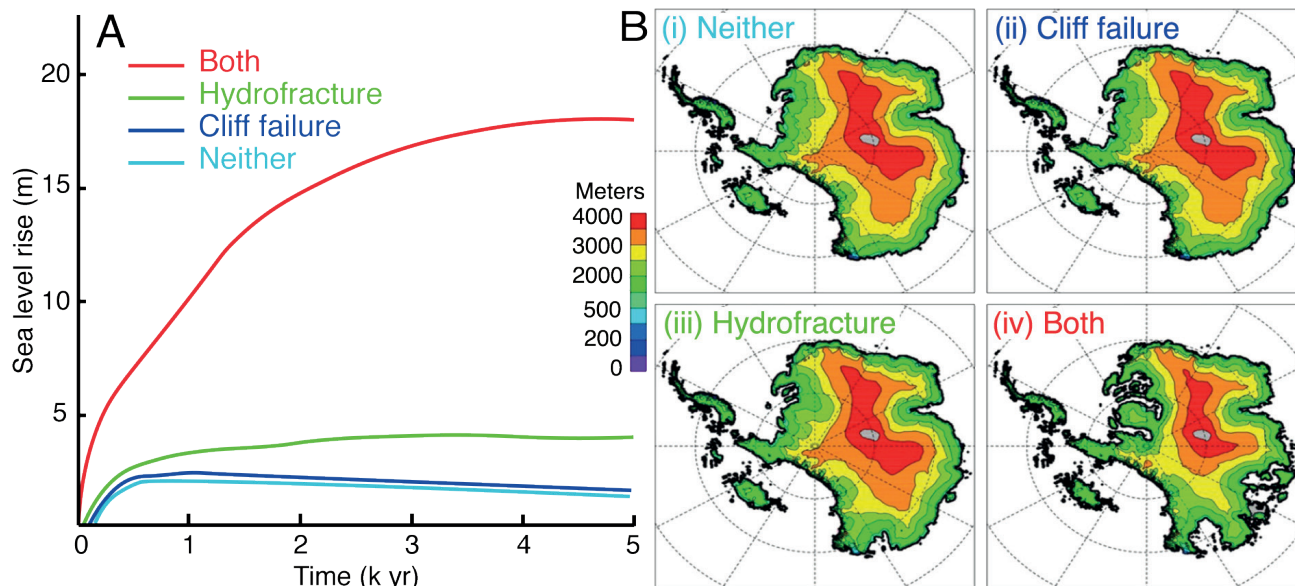 A
Both
Hydrofracture
Cliff failure
Neither
20
15
10
5
Sea level rise (m)
0 1 2 3 4 5
Time (k yr)
Meters
4000
3000
2000
500
200
0
B
(i) Neither
(ii) Cliff failure
(iii) Hydrofracture
(iv) Both